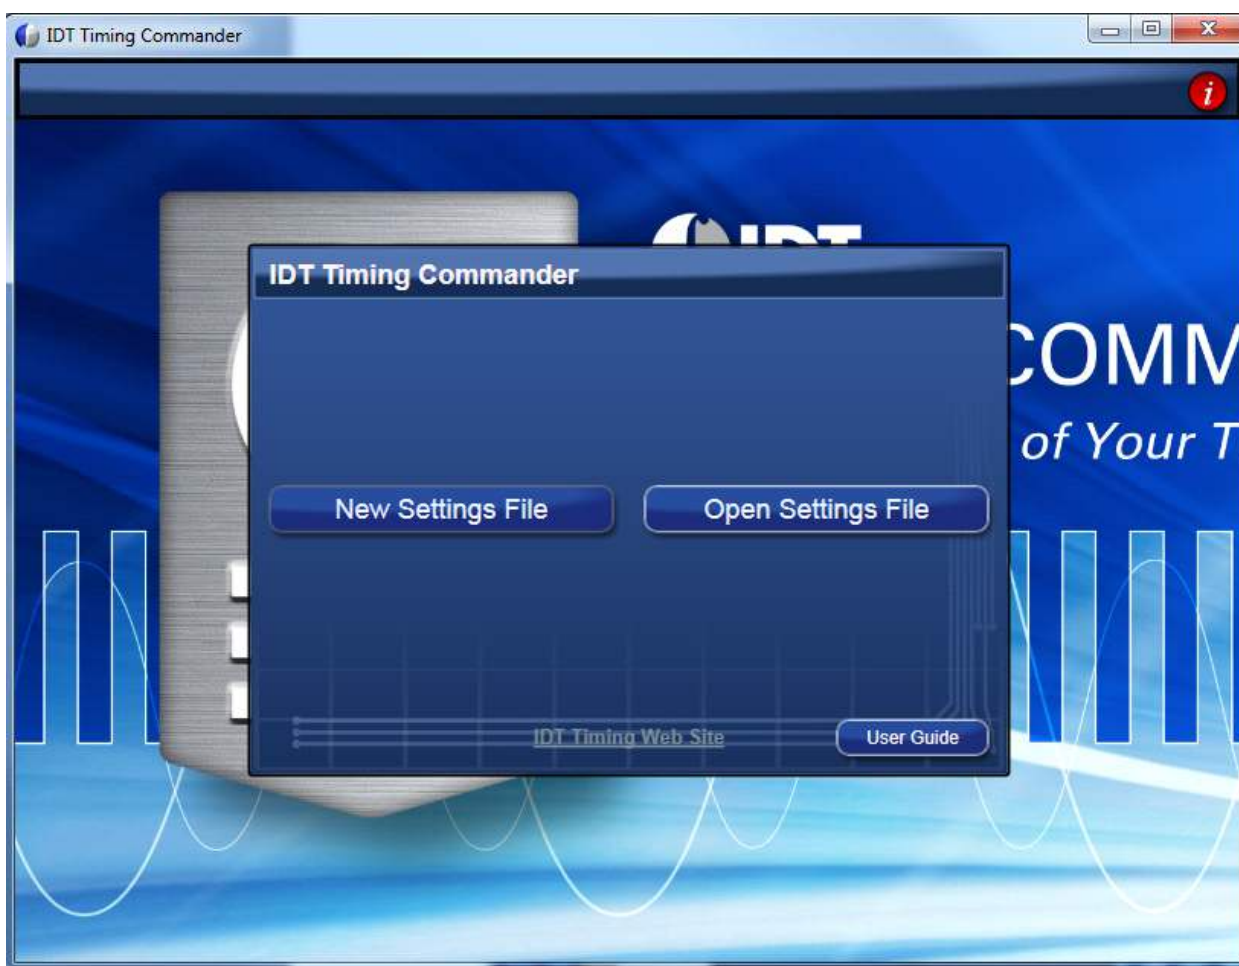 IDT Timing Commander
i
IDT
IDT Timing Commander
COMM
of Your T
New Settings File
Open Settings File
IDT Timing Web Site
User Guide